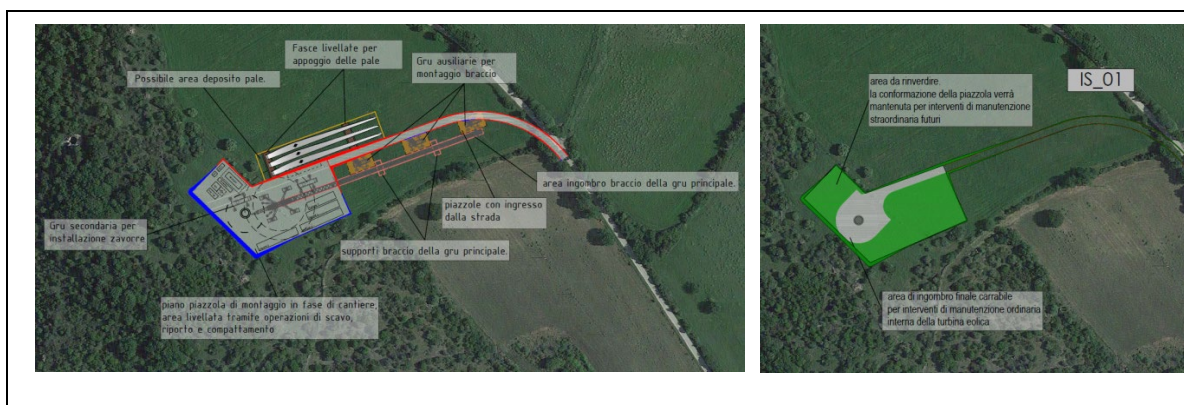 Fasce livellate per
appoggio delle pale
Possibile area deposito pale.
Gru ausiliarie per
montaggio braccio
area ingombro braccio della gru principale.
piazzole con ingresso
dalla strada
Gru secondaria per
installazione zavorre
supporti braccio della gru principale.
piano piazzola di montaggio in fase di cantiere,
area livellata tramite operazioni di scavo,
riporto e compattamento
area da rinverdire.
la conformazione della piazzola verrà
mantenuta per interventi di manutenzione
straordinaria futuri
IS_01
area di ingombro finale carrabile
per interventi di manutenzione ordinaria
interna della turbina eolica